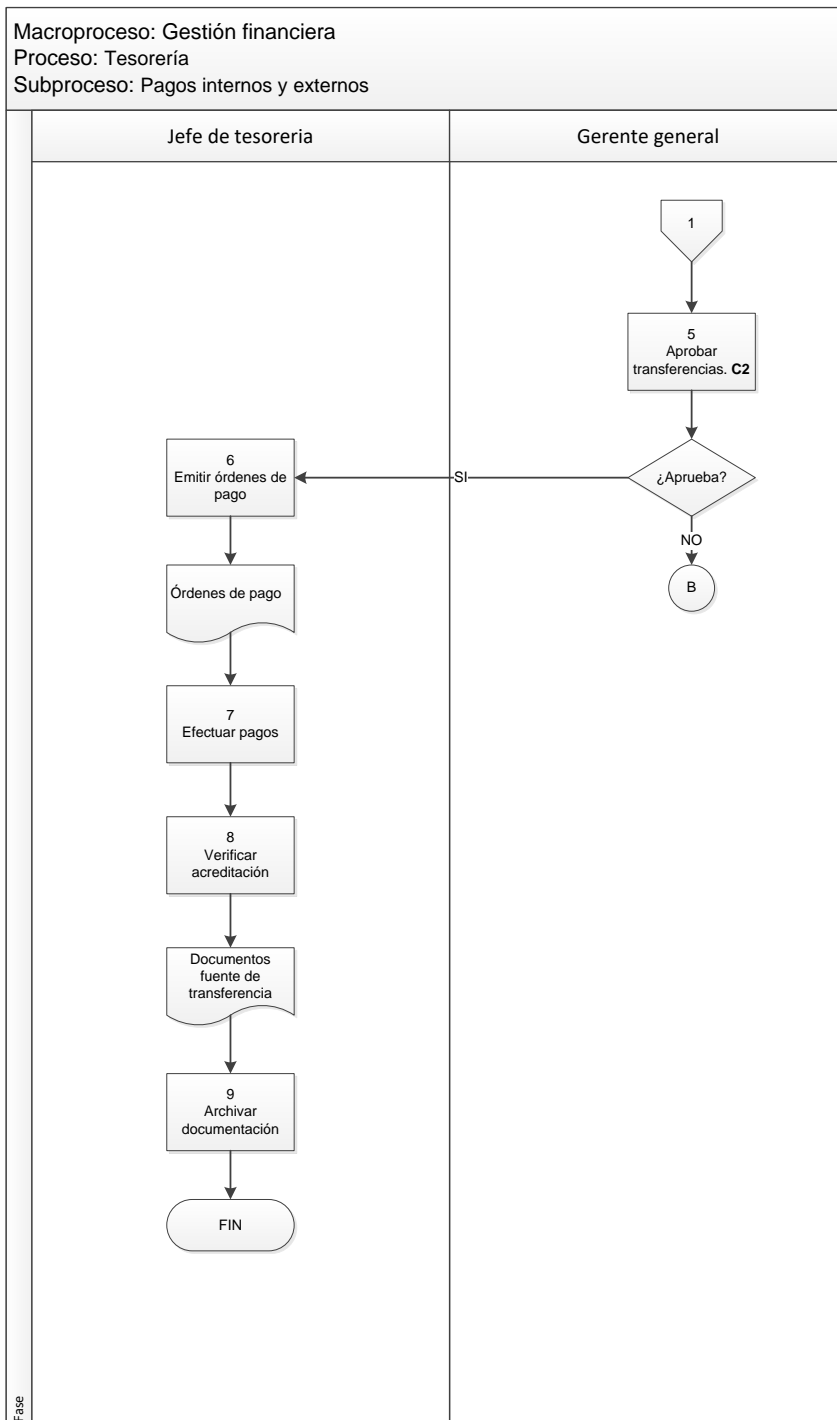 Macroproceso: Gestión financiera
Proceso: Tesorería
Subproceso: Pagos internos y externos
Jefe de tesoreria
Gerente general
1
5
Aprobar
transferencias. C2
¿Aprueba?
SI
NO
B
6
Emitir órdenes de
pago
Órdenes de pago
7
Efectuar pagos
8
Verificar
acreditación
Documentos
fuente de
transferencia
9
Archivar
documentación
FIN
Fase